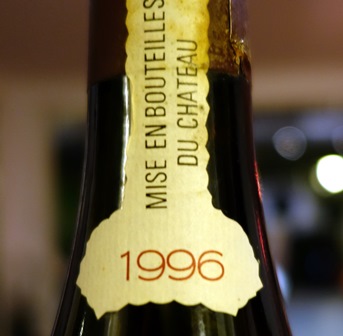 MISE EN BOUTEILLES
DU CHATEAU
1996